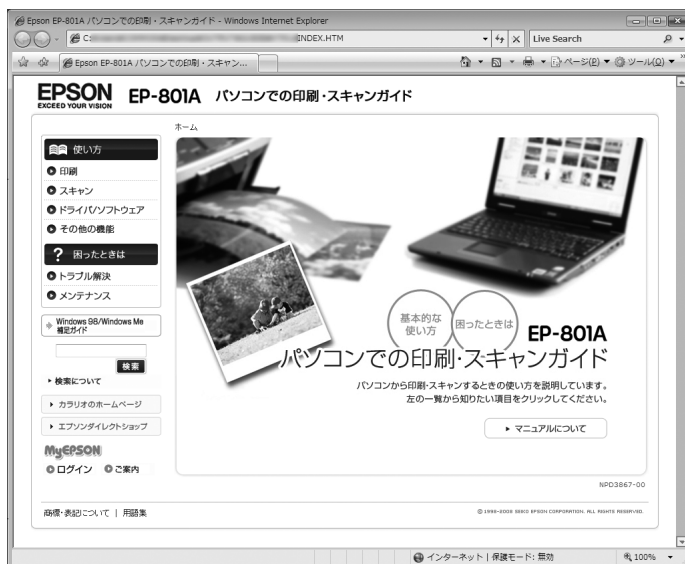 Epson EP-801A パソコンでの印刷・スキャンガイド - Windows Internet Explorer
C:
INDEX.HTM
Live Search
Epson EP-801A パソコンでの印刷・スキャン...
ページ(P)
ツール(O)
EPSON
EXCEED YOUR VISION
EP-801A パソコンでの印刷・スキャンガイド
ホーム
使い方
印刷
スキャン
ドライバ/ソフトウェア
その他の機能
? 困ったときは
トラブル解決
メンテナンス
Windows 98/Windows Me
補足ガイド
検索
検索について
カラリオのホームページ
エプソンダイレクトショップ
MyEPSON
ログイン ご案内
基本的な
使い方
困ったときは
EP-801A
パソコンでの印刷・スキャンガイド
パソコンから印刷・スキャンするときの使い方を説明しています。
左の一覧から知りたい項目をクリックしてください。
マニュアルについて
NPD3867-00
商標・表記について | 用語集
© 1998-2008 SEIKO EPSON CORPORATION. ALL RIGHTS RESERVED.
インターネット | 保護モード: 無効
100%